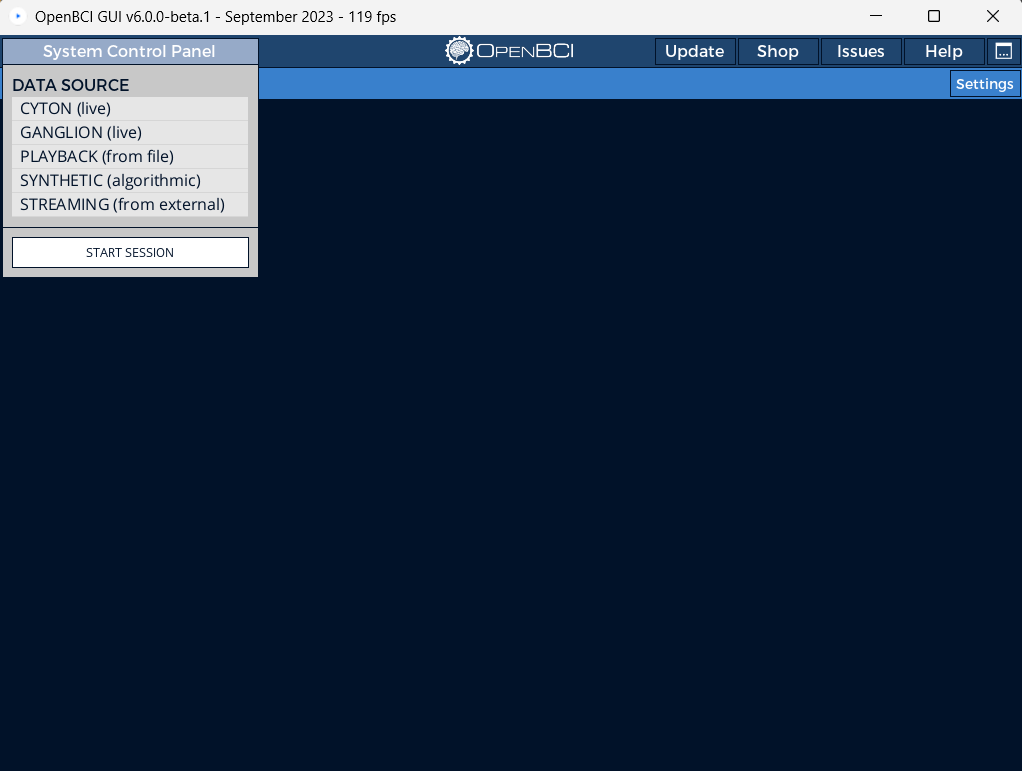 OpenBCI GUI v6.0.0-beta.1 - September 2023 - 119 fps
System Control Panel
OPENBCI
Update
Shop
Issues
Help
...
Settings
DATA SOURCE
CYTON (live)
GANGLION (live)
PLAYBACK (from file)
SYNTHETIC (algorithmic)
STREAMING (from external)
START SESSION